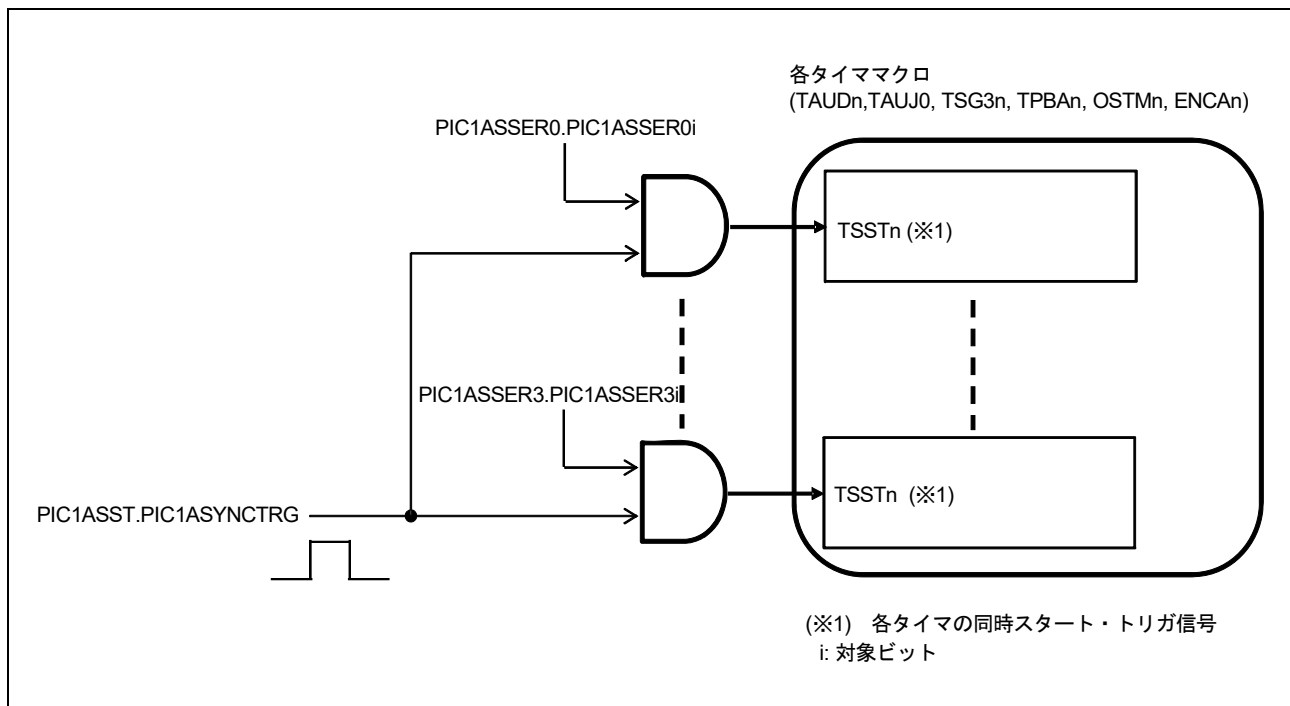 各タイママクロ
(TAUDn,TAUJ0, TSG3n, TPBAn, OSTMn, ENCAn)
PIC1ASSER0.PIC1ASSER0i
TSSTn (※1)
PIC1ASSER3.PIC1ASSER3i
TSSTn (※1)
PIC1ASST.PIC1ASYNCTRG
(※1) 各タイマの同時スタート・トリガ信号
i: 対象ビット